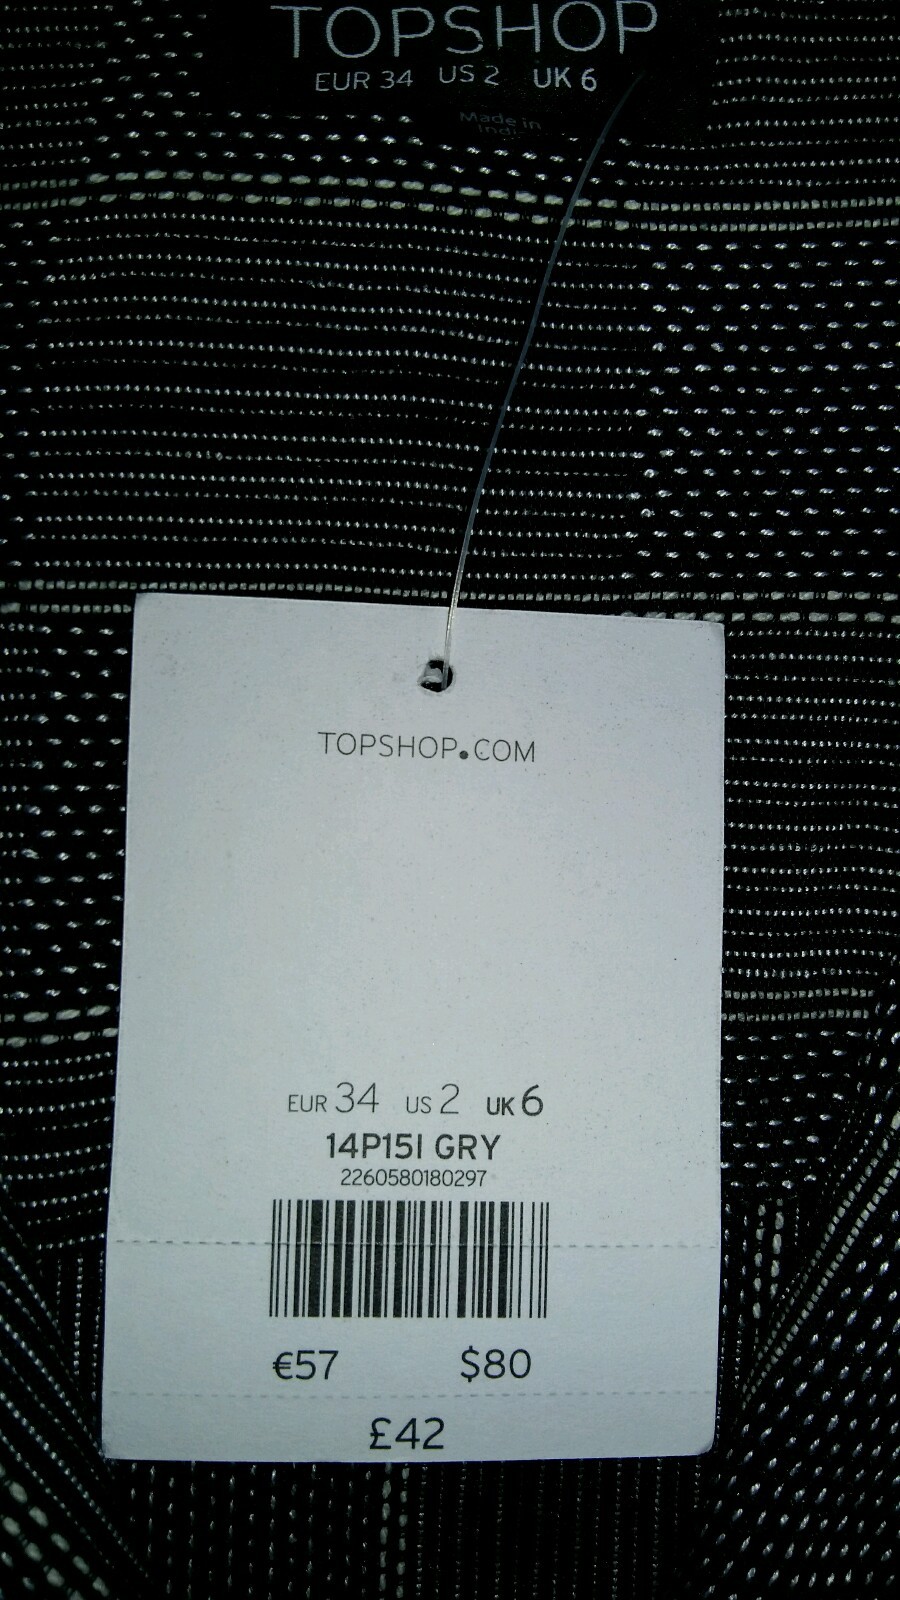 TOPSHOP
EUR 34 US 2 UK 6
Made in
TOPSHOP.COM
EUR 34 US 2 UK 6
14P15I GRY
2260580180297
€57 $80
£42